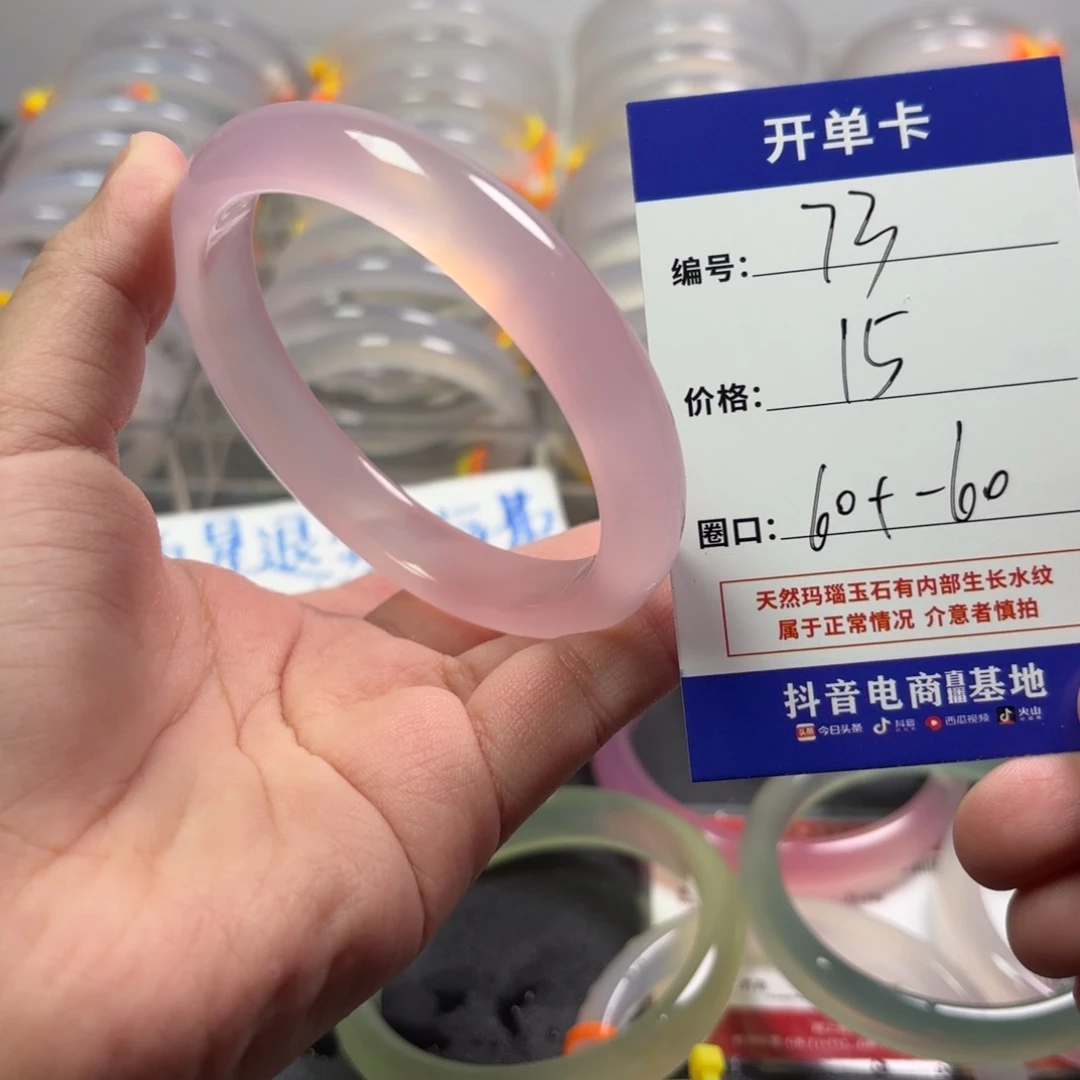 开单卡
编号: 73
价格: 15
圈口: 60+-60
天然玛瑙玉石有内部生长水纹
属于正常情况 介意者慎拍
抖音电商直播基地
头条 今日头条 抖音 西瓜视频 火山
退